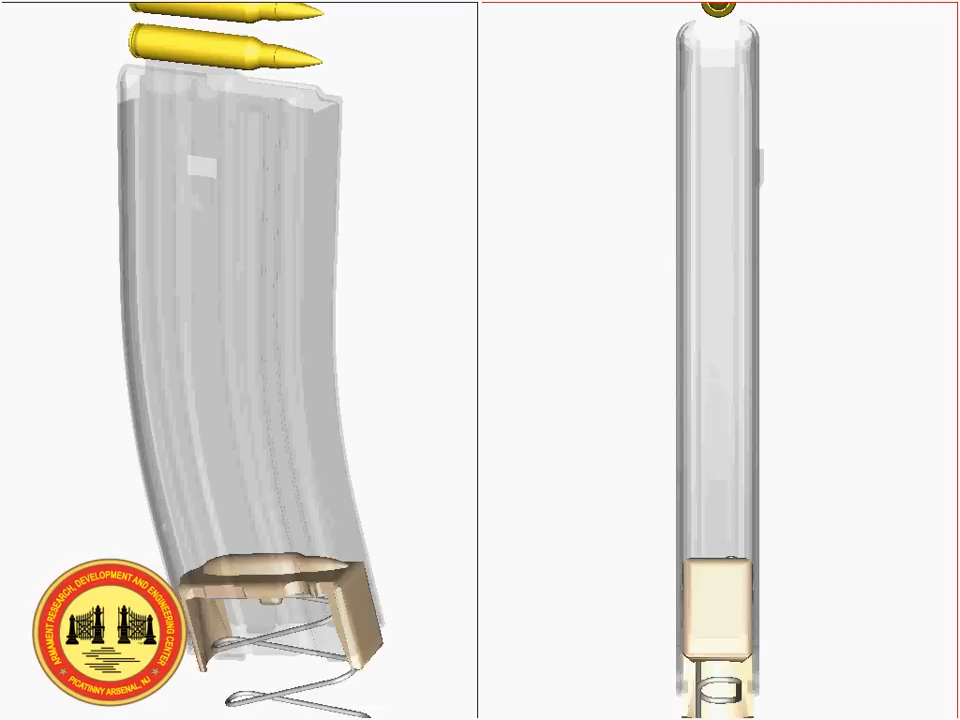 ARMAMENT RESEARCH, DEVELOPMENT AND ENGINEERING CENTER
PICATINNY ARSENAL, NJ